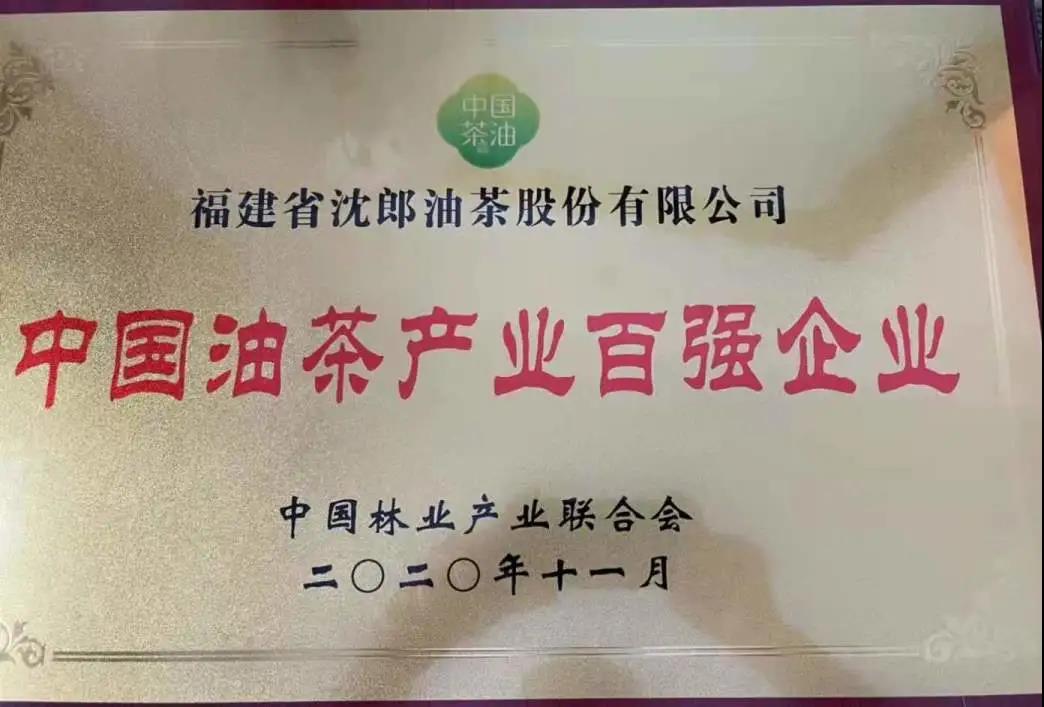 中国
茶油
福建省沈郎油茶股份有限公司
中国油茶产业百强企业
中国林业产业联合会
二〇二〇年十一月